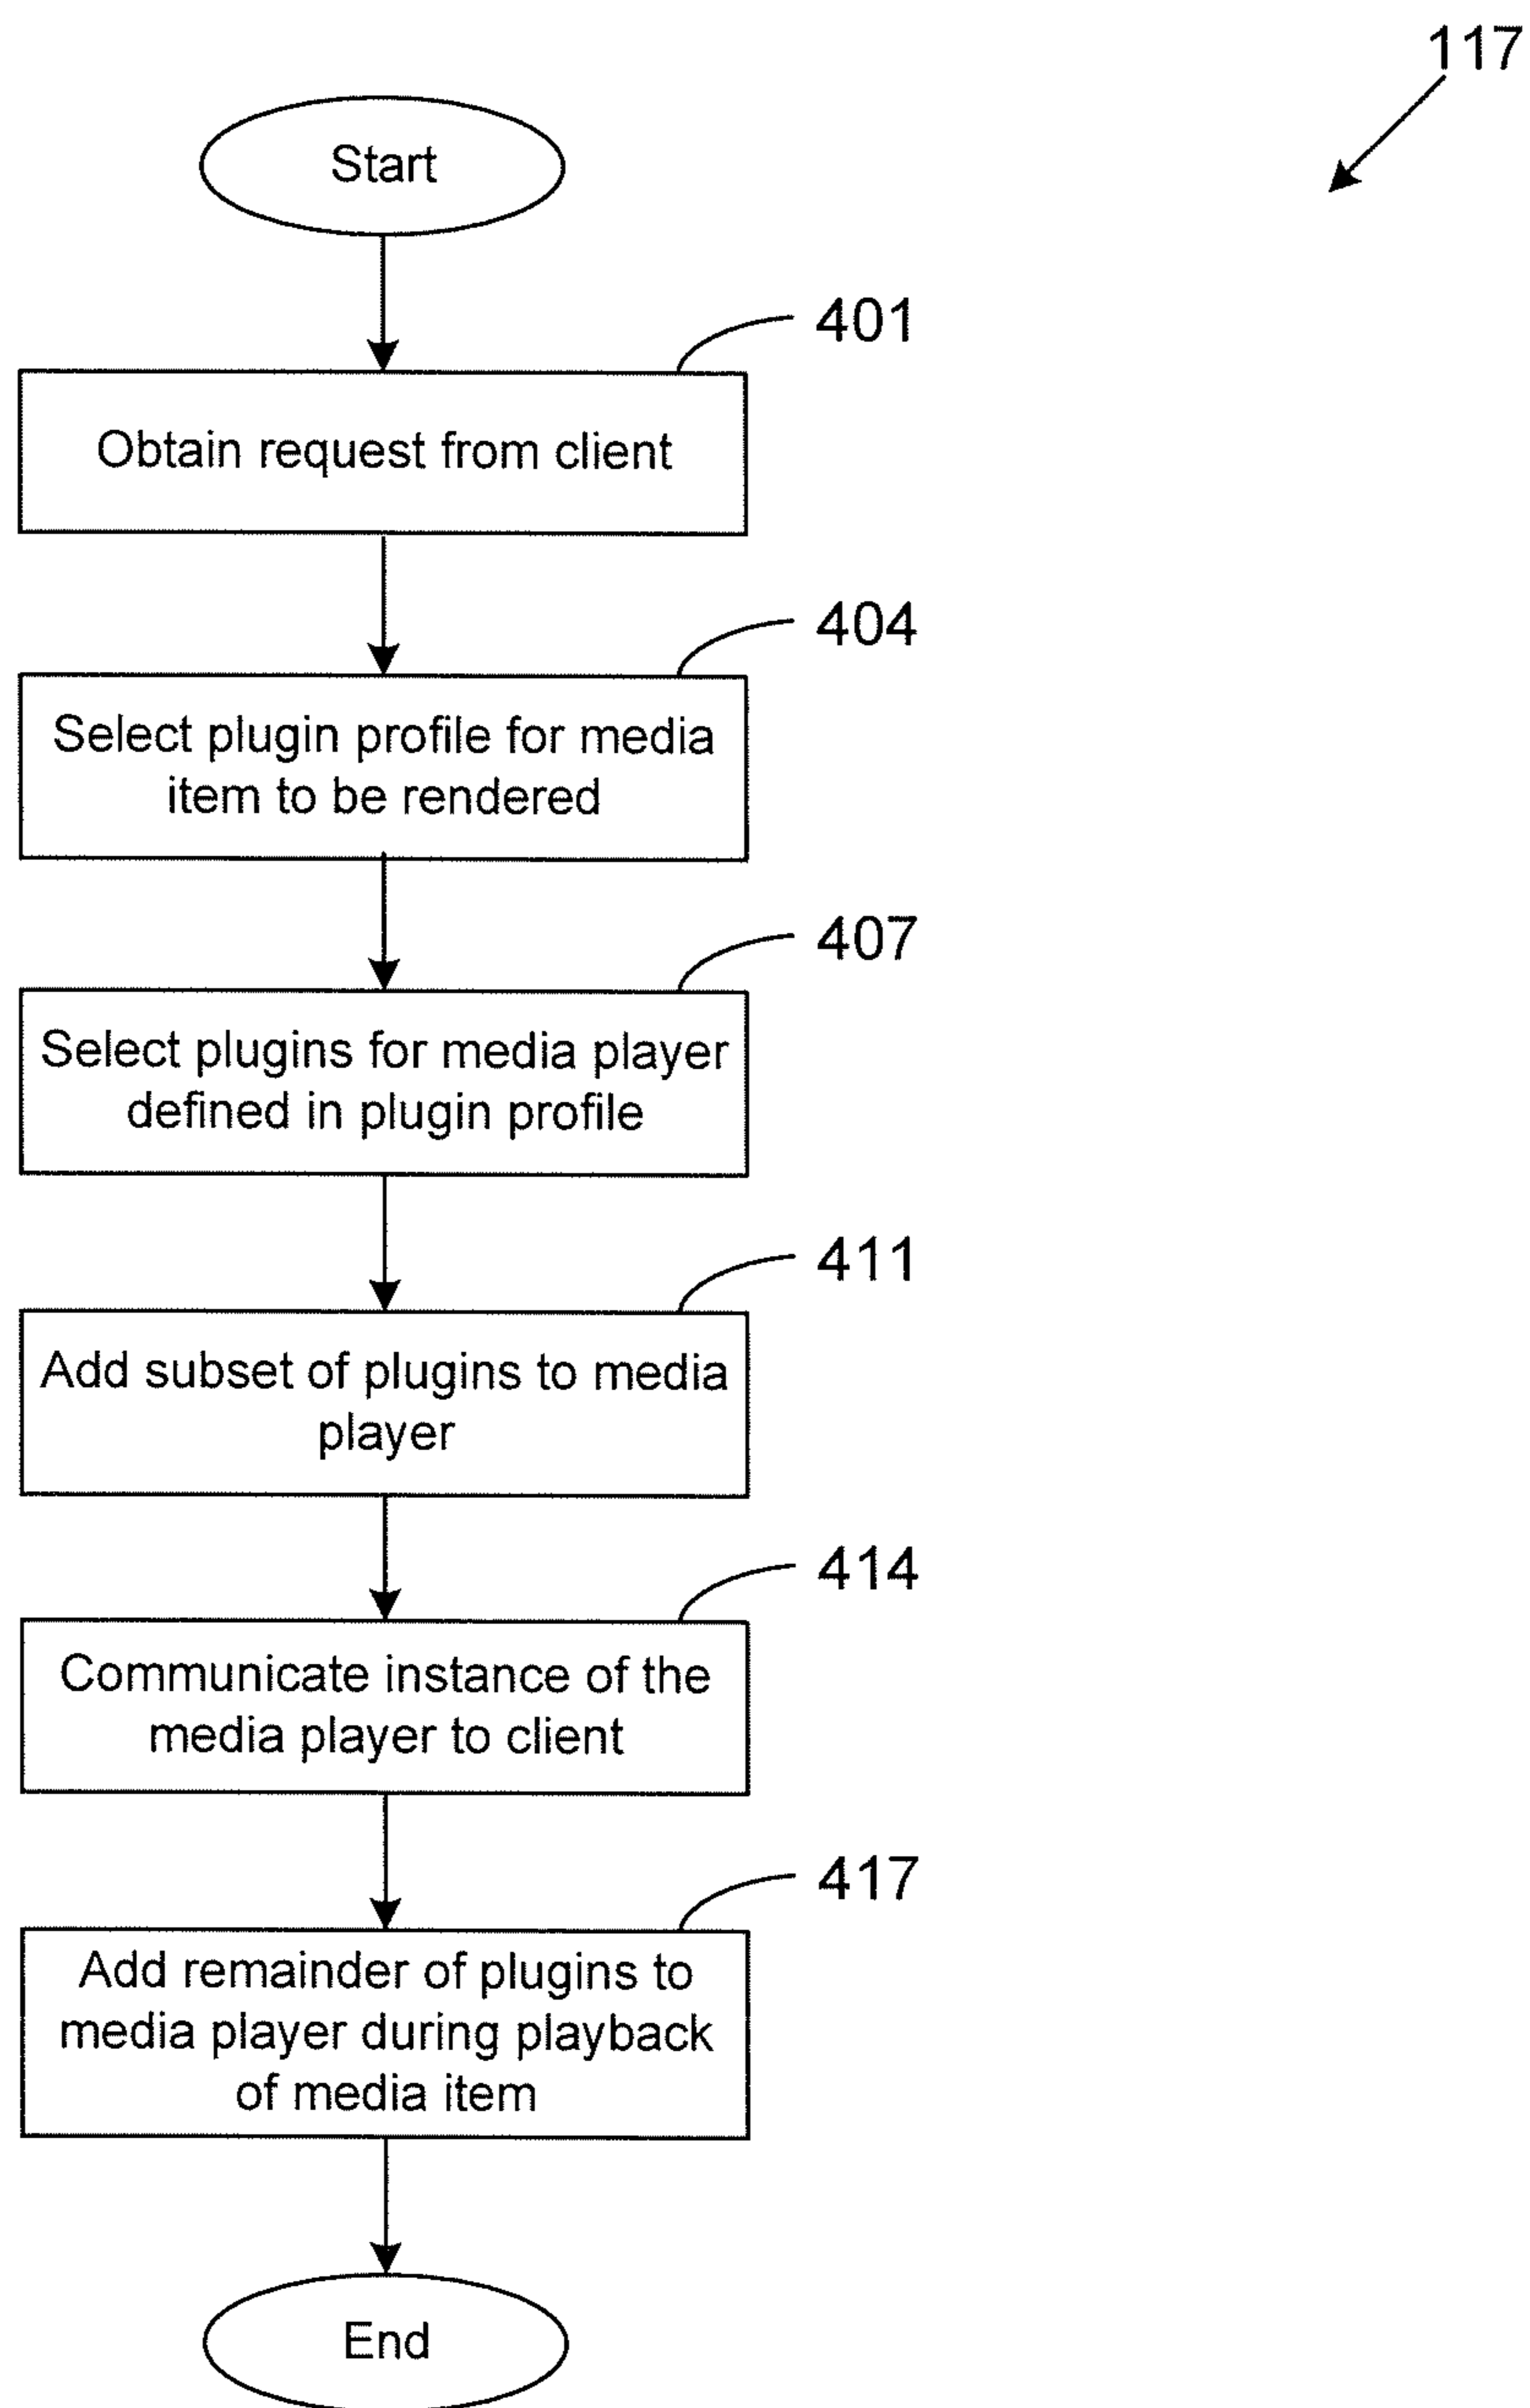 117
Start
401
Obtain request from client
404
Select plugin profile for media
item to be rendered
407
Select plugins for media player
defined in plugin profile
411
Add subset of plugins to media
player
414
Communicate instance of the
media player to client
417
Add remainder of plugins to
media player during playback
of media item
End